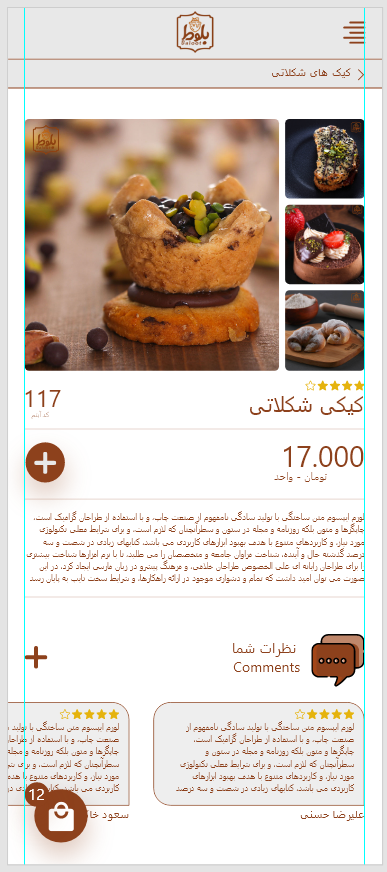 بلوط
کیک های شکلاتی
بلوط
کیکی شکلاتی
117
کد آیتم
17.000
تومان - واحد
لورم ایپسوم متن ساختگی با تولید سادگی نامفهوم از صنعت چاپ، و با استفاده از طراحان گرافیک است،
چاپگرها و متون بلکه روزنامه و مجله در ستون و سطرآنچنان که لازم است، و برای شرایط فعلی تکنولوژی
مورد نیاز، و کاربردهای متنوع با هدف بهبود ابزارهای کاربردی می باشد، کتابهای زیادی در شصت و سه
درصد گذشته حال و آینده، شناخت فراوان جامعه و متخصصان را می طلبد، تا با نرم افزارها شناخت بیشتری
را برای طراحان رایانه ای علی الخصوص طراحان خلاقی، و فرهنگ پیشرو در زبان فارسی ایجاد کرد، در این
صورت می توان امید داشت که تمام و دشواری موجود در ارائه راهکارها، و شرایط سخت تایپ به پایان رسد
نظرات شما
Comments
لورم ایپسوم متن ساختگی با تولید سادگی نامفهوم از
صنعت چاپ، و با استفاده از طراحان گرافیک است،
چاپگرها و متون بلکه روزنامه و مجله در ستون و
سطرآنچنان که لازم است، و برای شرایط فعلی تکنولوژی
مورد نیاز، و کاربردهای متنوع با هدف بهبود ابزارهای
کاربردی می باشد، کتابهای زیادی در شصت و سه درصد
علیرضا حسنی
لورم ایپسوم متن ساختگی با تولید
صنعت چاپ، و با استفاده از
چاپگرها و متون بلکه روزنامه و مجله
سطرآنچنان که لازم است، و برای
مورد نیاز، و کاربردهای متنوع با
کاربردی می باشد،
سعود
12